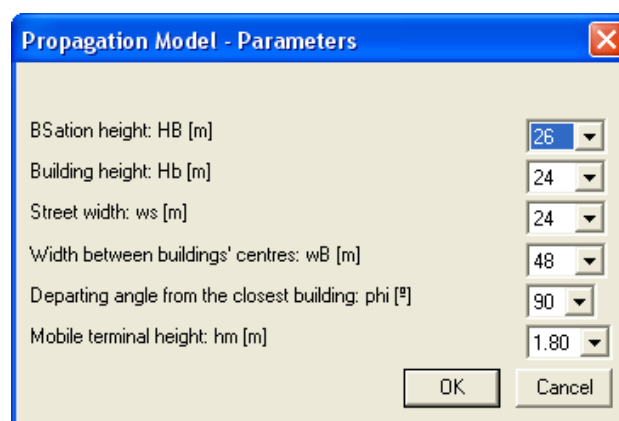 Propagation Model - Parameters
BSation height: HB [m] 26
Building height: Hb [m] 24
Street width: ws [m] 24
Width between buildings' centres: wB [m] 48
Departing angle from the closest building: phi [º] 90
Mobile terminal height: hm [m] 1.80
OK Cancel